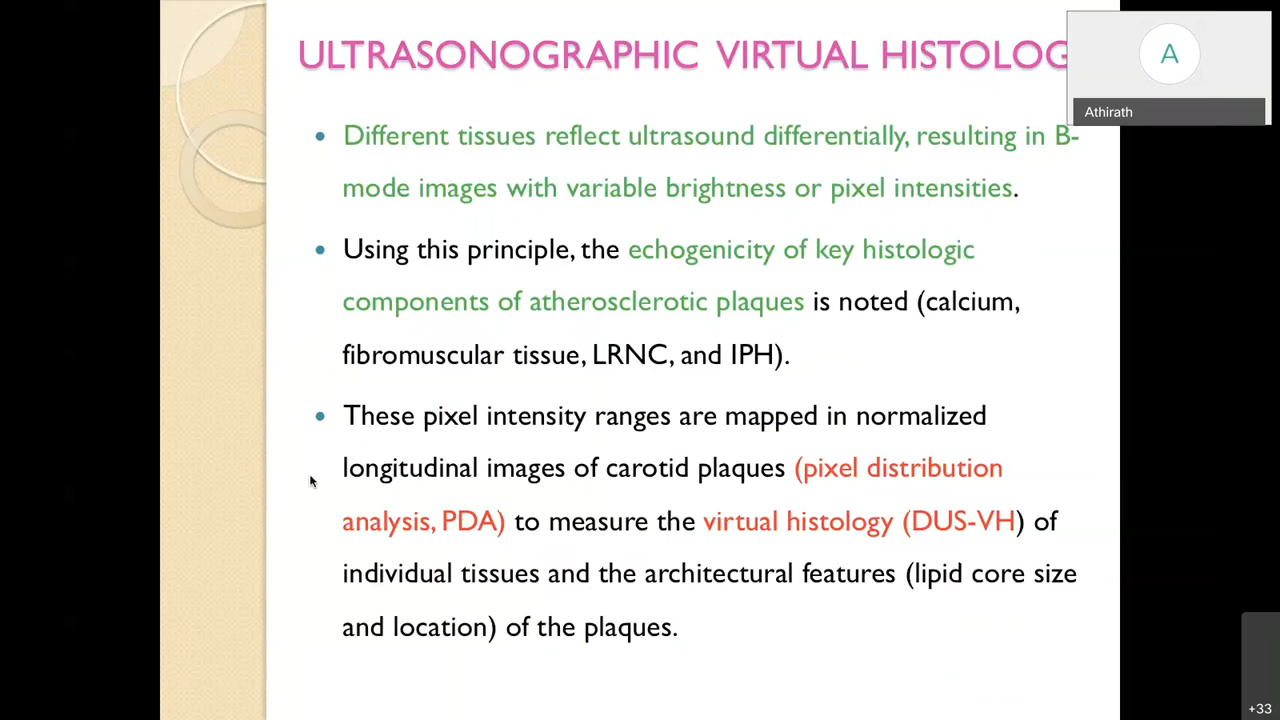 ULTRASONOGRAPHIC VIRTUAL HISTOLOG
A
Athirath
• Different tissues reflect ultrasound differentially, resulting in B-
mode images with variable brightness or pixel intensities.
• Using this principle, the echogenicity of key histologic
components of atherosclerotic plaques is noted (calcium,
fibromuscular tissue, LRNC, and IPH).
• These pixel intensity ranges are mapped in normalized
longitudinal images of carotid plaques (pixel distribution
analysis, PDA) to measure the virtual histology (DUS-VH) of
individual tissues and the architectural features (lipid core size
and location) of the plaques.
+33